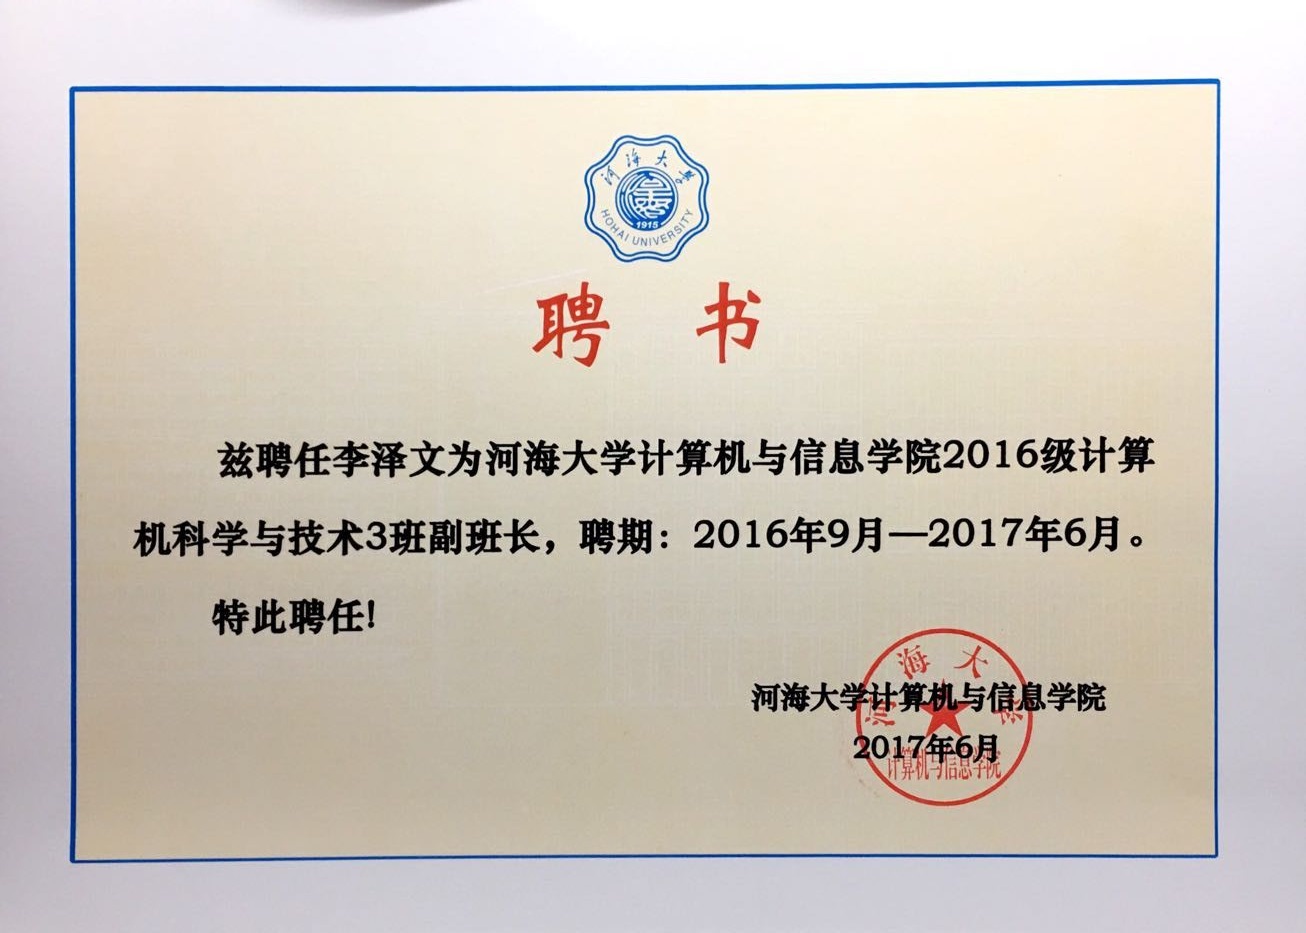 河海大学
1915
HOHAI UNIVERSITY
聘 书
兹聘任李泽文为河海大学计算机与信息学院2016级计算
机科学与技术3班副班长，聘期：2016年9月—2017年6月。
特此聘任!
河海大学计算机与信息学院
2017年6月
河海大学
计算机与信息学院